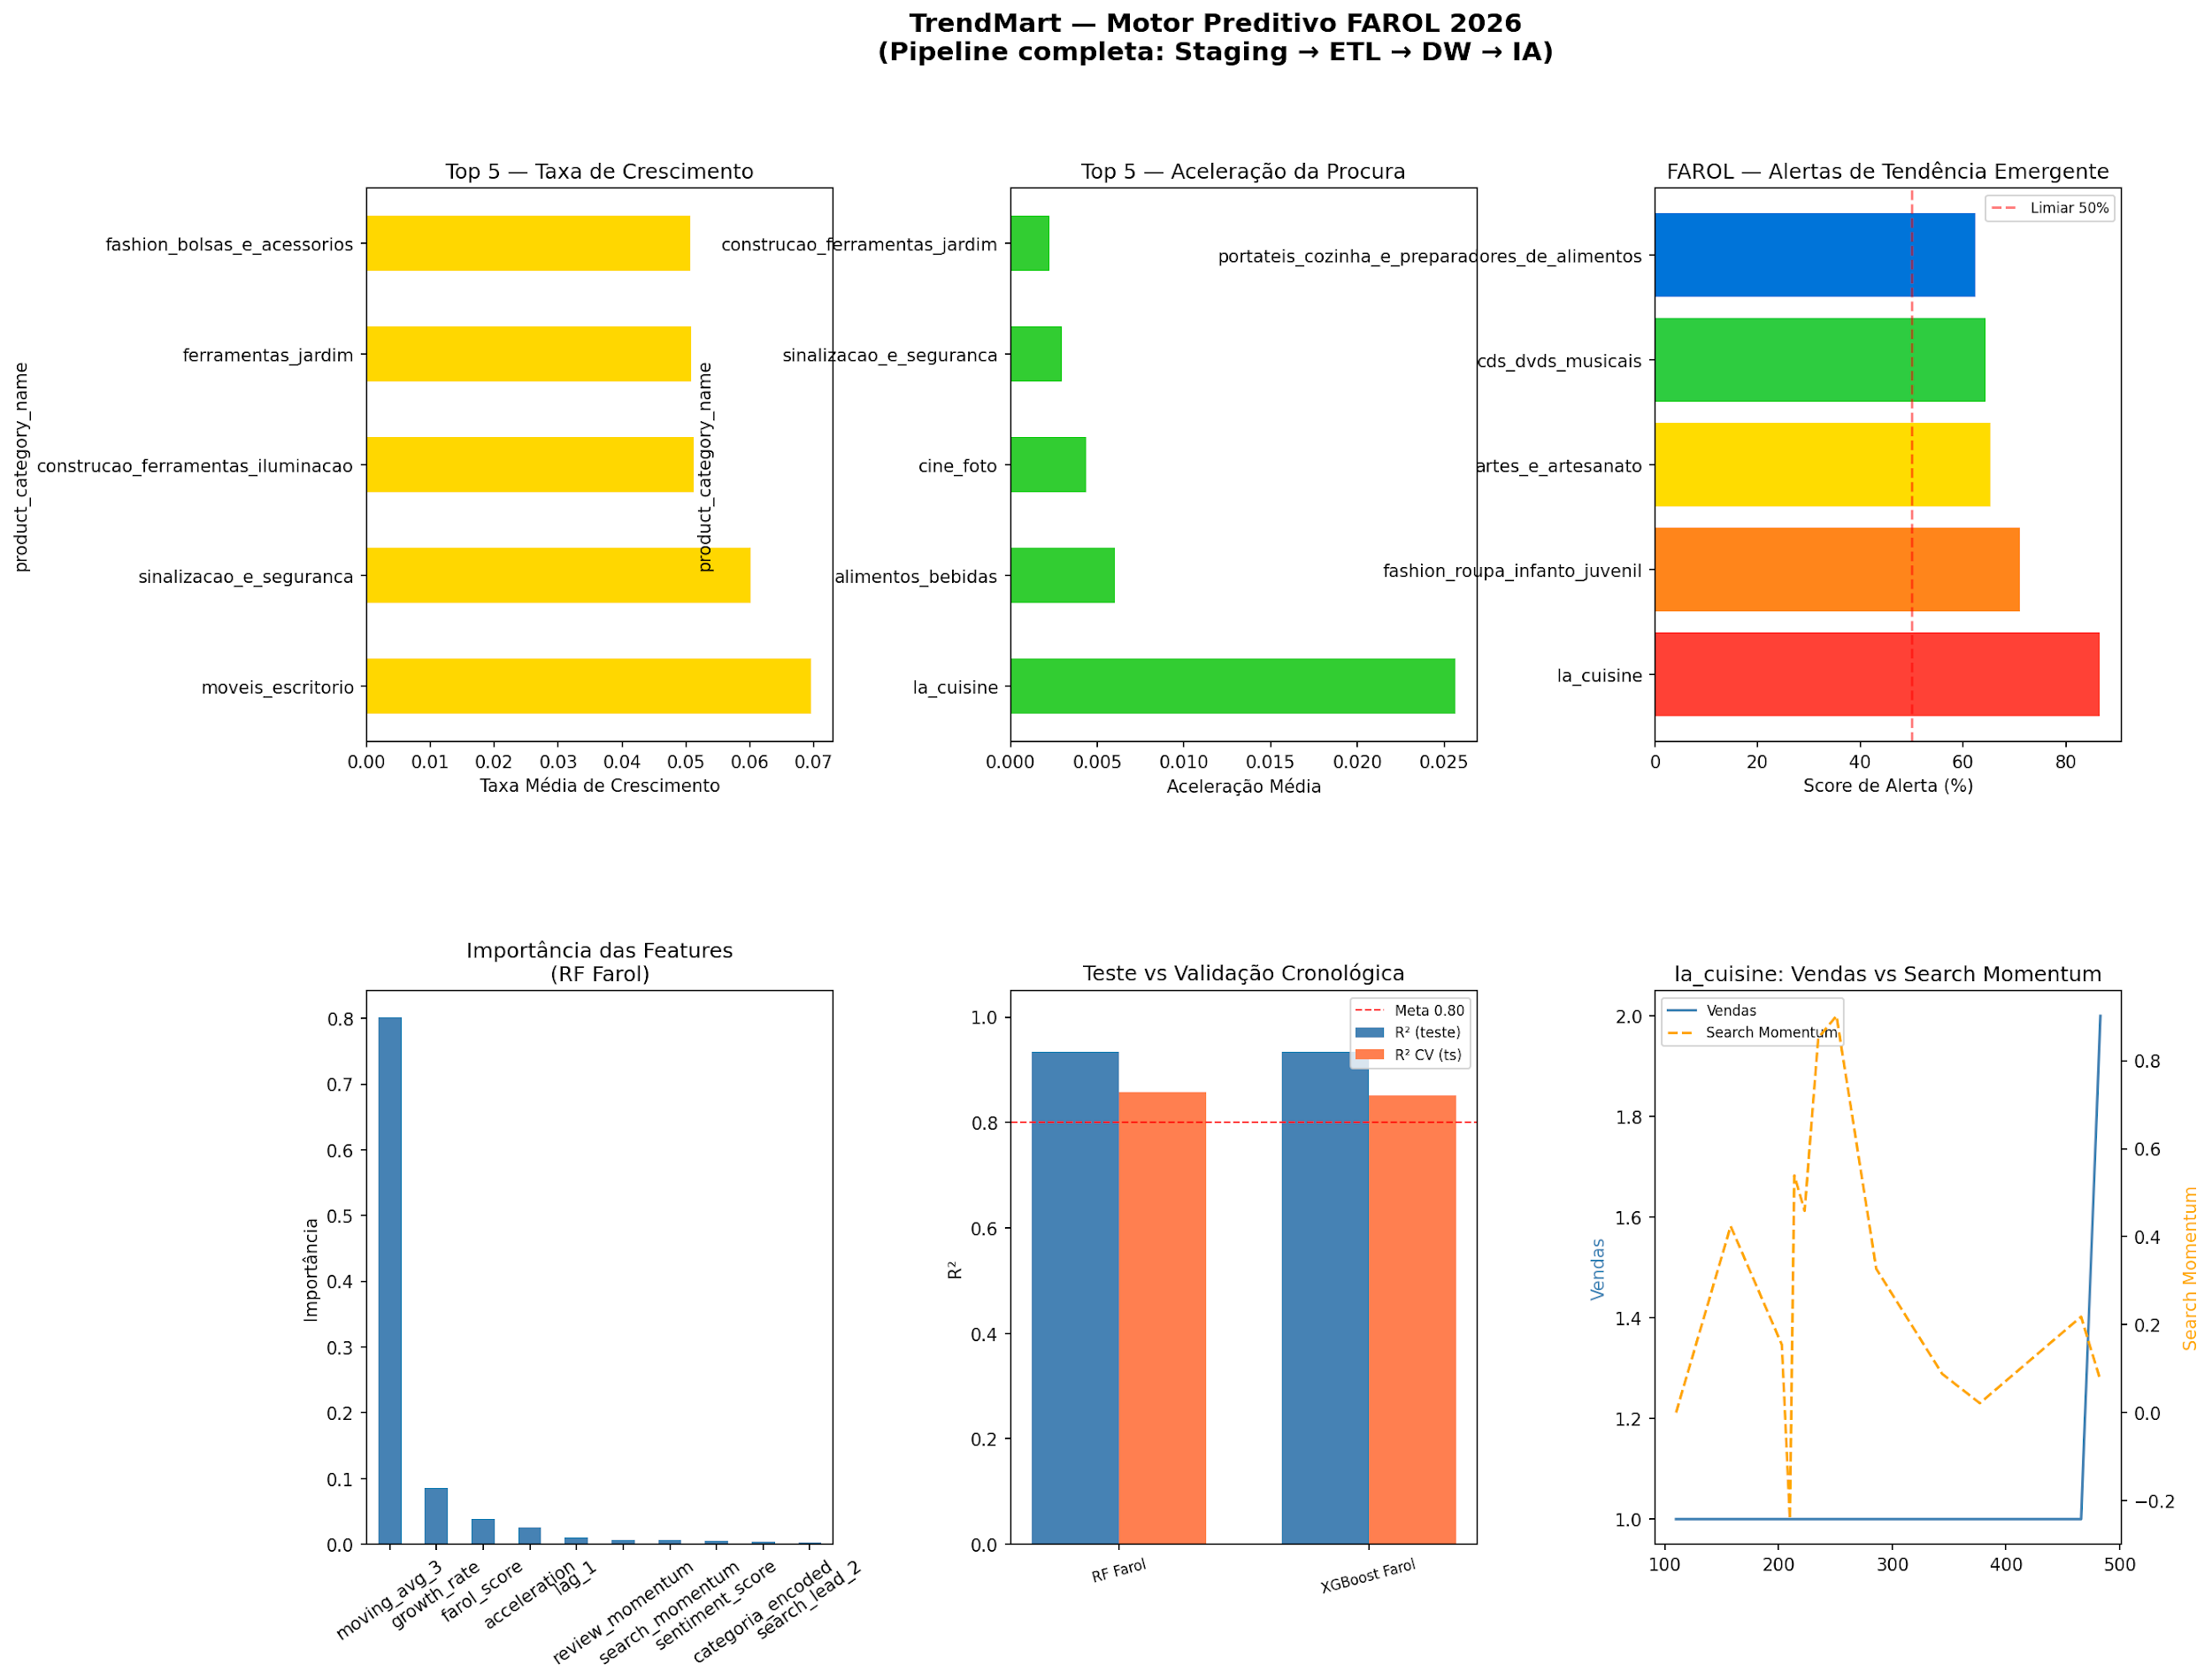 TrendMart — Motor Preditivo FAROL 2026
(Pipeline completa: Staging → ETL → DW → IA)
Top 5 — Taxa de Crescimento
product_category_name
fashion_bolsas_e_acessorios
ferramentas_jardim
construcao_ferramentas_iluminacao
sinalizacao_e_seguranca
moveis_escritorio
0.00 0.01 0.02 0.03 0.04 0.05 0.06 0.07
Taxa Média de Crescimento
Top 5 — Aceleração da Procura
product_category_name
construcao_ferramentas_jardim
sinalizacao_e_seguranca
cine_foto
alimentos_bebidas
la_cuisine
0.000 0.005 0.010 0.015 0.020 0.025
Aceleração Média
FAROL — Alertas de Tendência Emergente
Limiar 50%
portateis_cozinha_e_preparadores_de_alimentos
cds_dvds_musicais
artes_e_artesanato
fashion_roupa_infanto_juvenil
la_cuisine
0 20 40 60 80
Score de Alerta (%)
Importância das Features
(RF Farol)
Importância
0.8
0.7
0.6
0.5
0.4
0.3
0.2
0.1
0.0
moving_avg_3
growth_rate
farol_score
acceleration
lag_1
review_momentum
search_momentum
sentiment_score
categoria_encoded
search_lead_2
Teste vs Validação Cronológica
Meta 0.80
R² (teste)
R² CV (ts)
R²
1.0
0.8
0.6
0.4
0.2
0.0
RF Farol
XGBoost Farol
la_cuisine: Vendas vs Search Momentum
Vendas
Search Momentum
Vendas
2.0
1.8
1.6
1.4
1.2
1.0
0.8
0.6
0.4
0.2
0.0
−0.2
Search Momentum
100 200 300 400 500